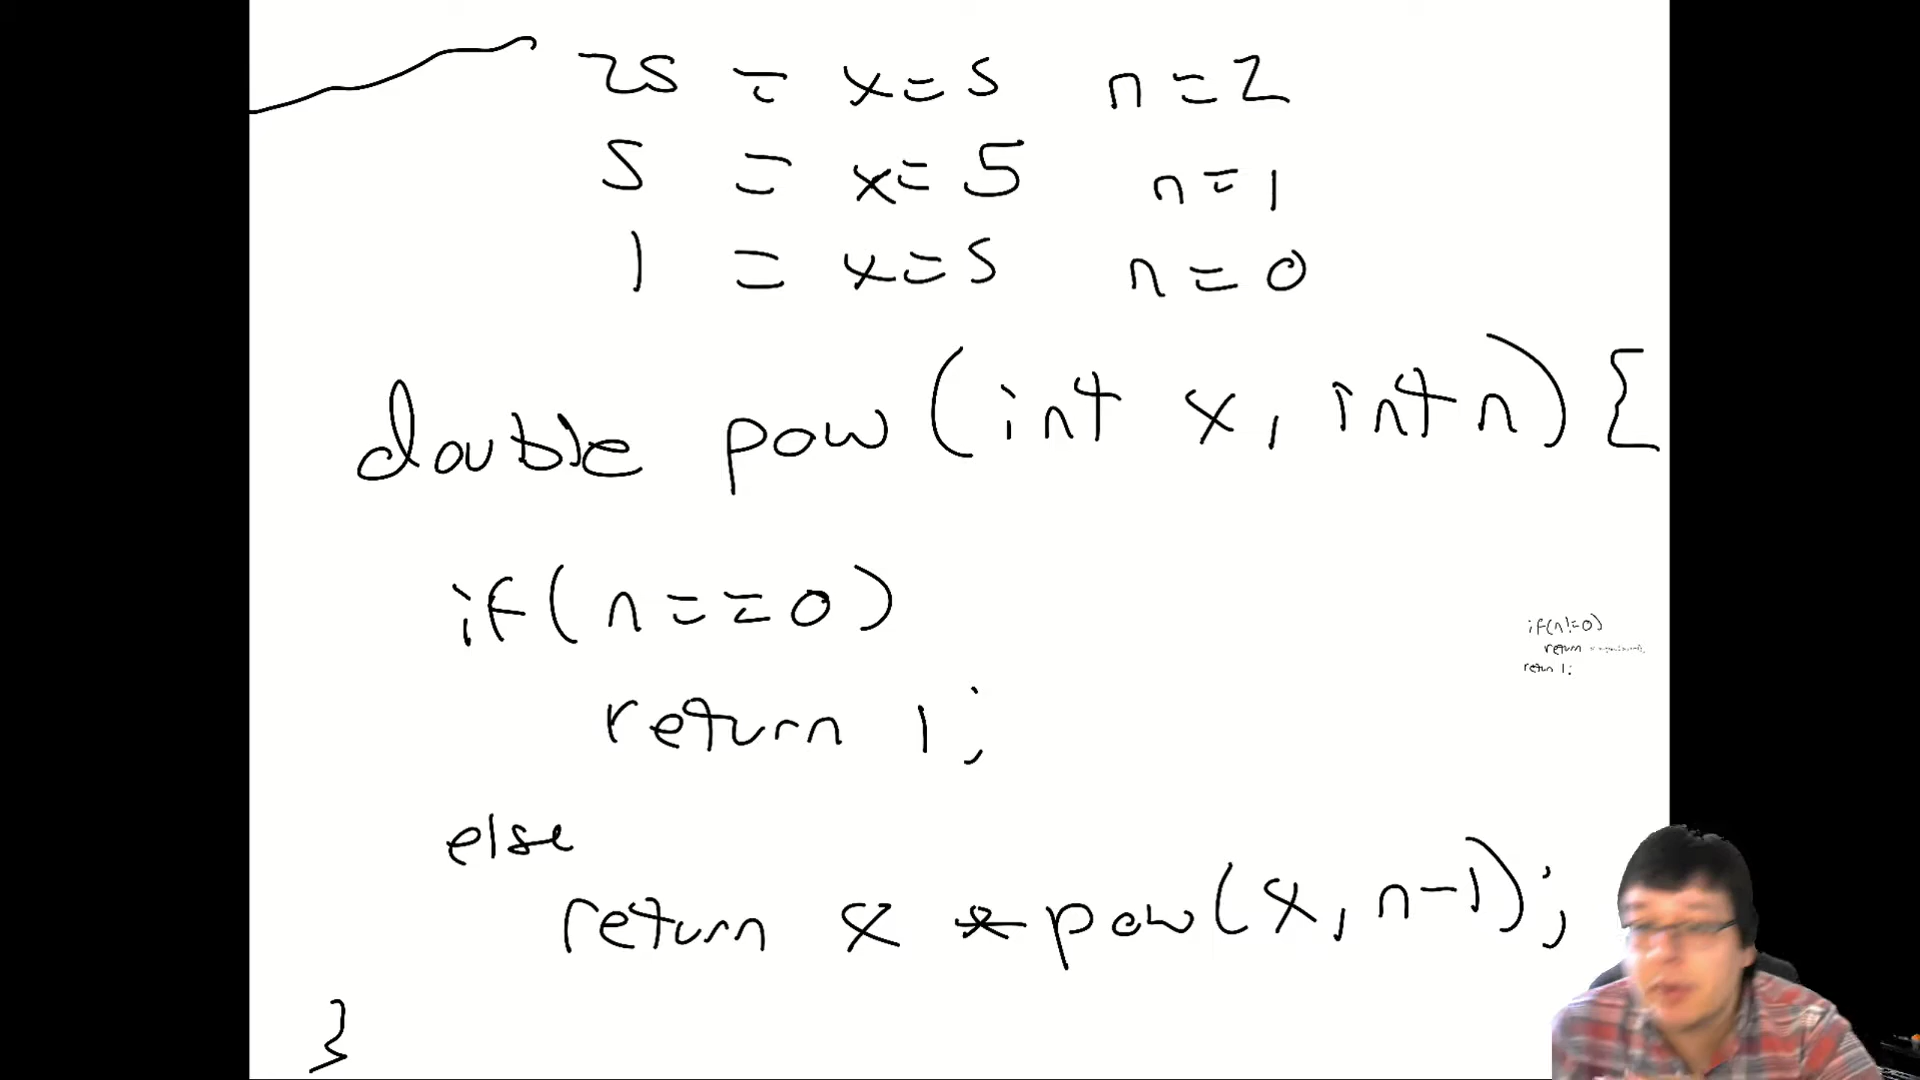 25 = x=5 n=2
5 = x=5 n=1
1 = x=5 n=0
double pow(int x, int n) {
if(n==0)
return 1;
else
return x * pow(x, n-1);
}
if(n!=0)
return
return 1;